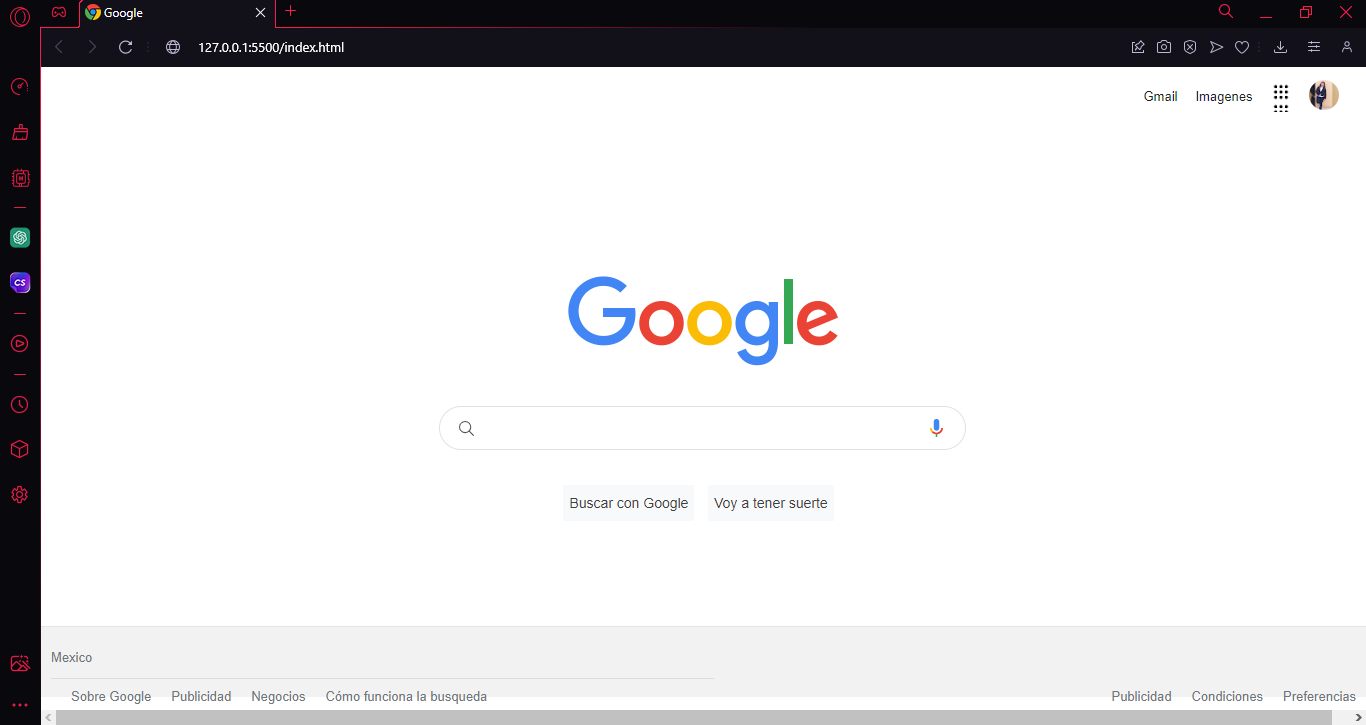 Google
127.0.0.1:5500/index.html
Gmail Imagenes
Google
Buscar con Google Voy a tener suerte
Mexico
Sobre Google Publicidad Negocios Cómo funciona la busqueda Publicidad Condiciones Preferencias
CS